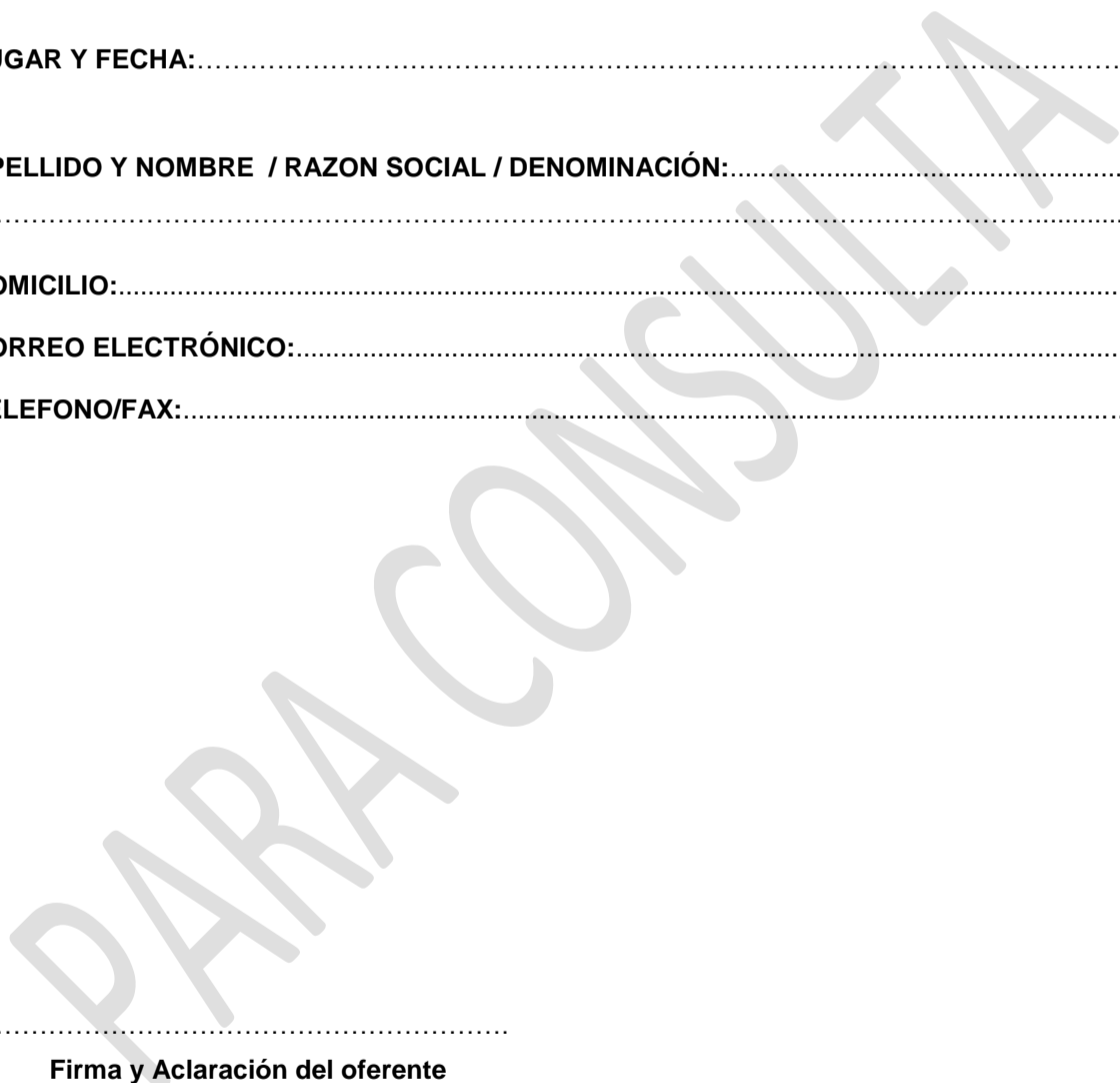 UGAR Y FECHA:………………………………………………………………………………………
PELLIDO Y NOMBRE / RAZON SOCIAL / DENOMINACIÓN:.....................................................
………………………………………………………………………………………………............
OMICILIO:....................................................................................................................................
ORREO ELECTRÓNICO:................................................................................................................
ELEFONO/FAX:............................................................................................................................
PARA CONSULTA
……………………………………………………
Firma y Aclaración del oferente